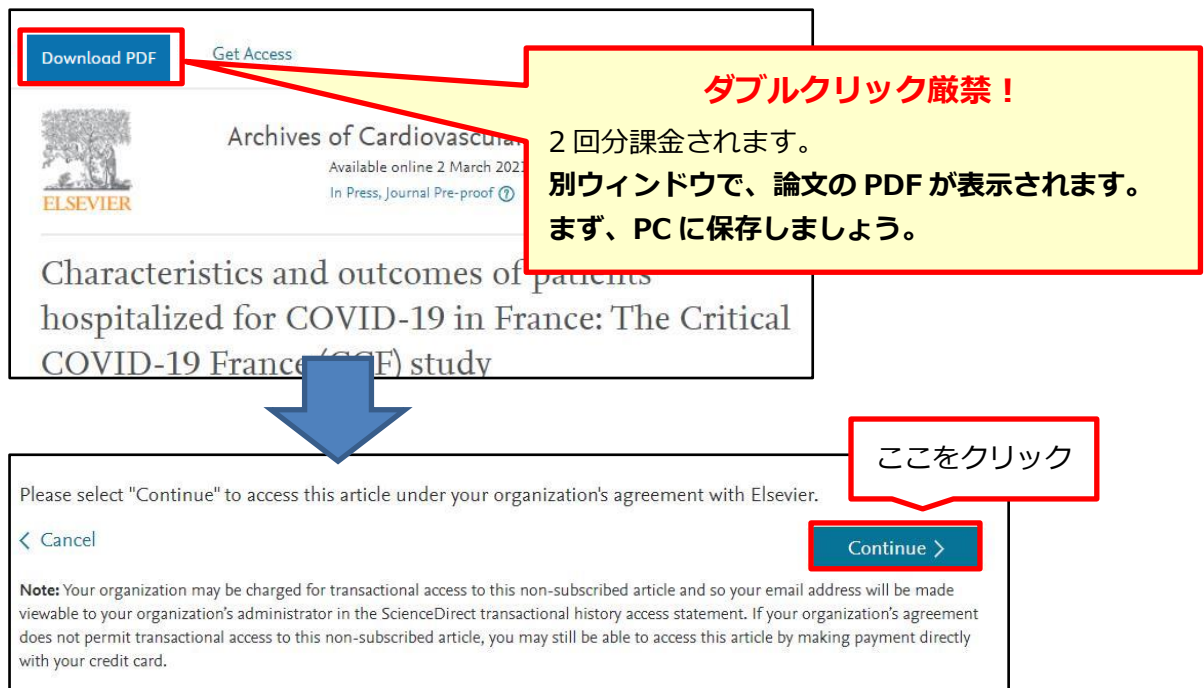 Download PDF
Get Access
ダブルクリック厳禁！
２回分課金されます。
別ウィンドウで、論文の PDF が表示されます。
まず、PC に保存しましょう。
ELSEVIER
Archives of Cardiovascular
Available online 2 March 2021
In Press, Journal Pre-proof ?
Characteristics and outcomes of patients
hospitalized for COVID-19 in France: The Critical
COVID-19 France (CCF) study
ここをクリック
Please select "Continue" to access this article under your organization's agreement with Elsevier.
< Cancel
Continue >
Note: Your organization may be charged for transactional access to this non-subscribed article and so your email address will be made
viewable to your organization's administrator in the ScienceDirect transactional history access statement. If your organization's agreement
does not permit transactional access to this non-subscribed article, you may still be able to access this article by making payment directly
with your credit card.